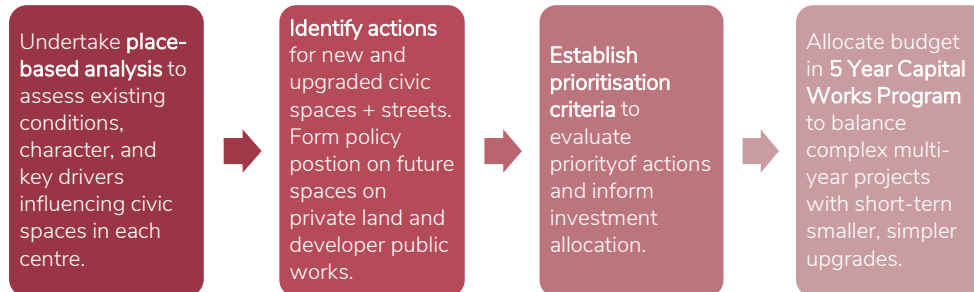 Undertake place-
based analysis to
assess existing
conditions,
character, and
key drivers
influencing civic
spaces in each
centre.
Identify actions
for new and
upgraded civic
spaces + streets.
Form policy
postion on future
spaces on
private land and
developer public
works.
Establish
prioritisation
criteria to
evaluate
priorityof actions
and inform
investment
allocation.
Allocate budget
in 5 Year Capital
Works Program
to balance
complex multi-
year projects
with short-tern
smaller, simpler
upgrades.